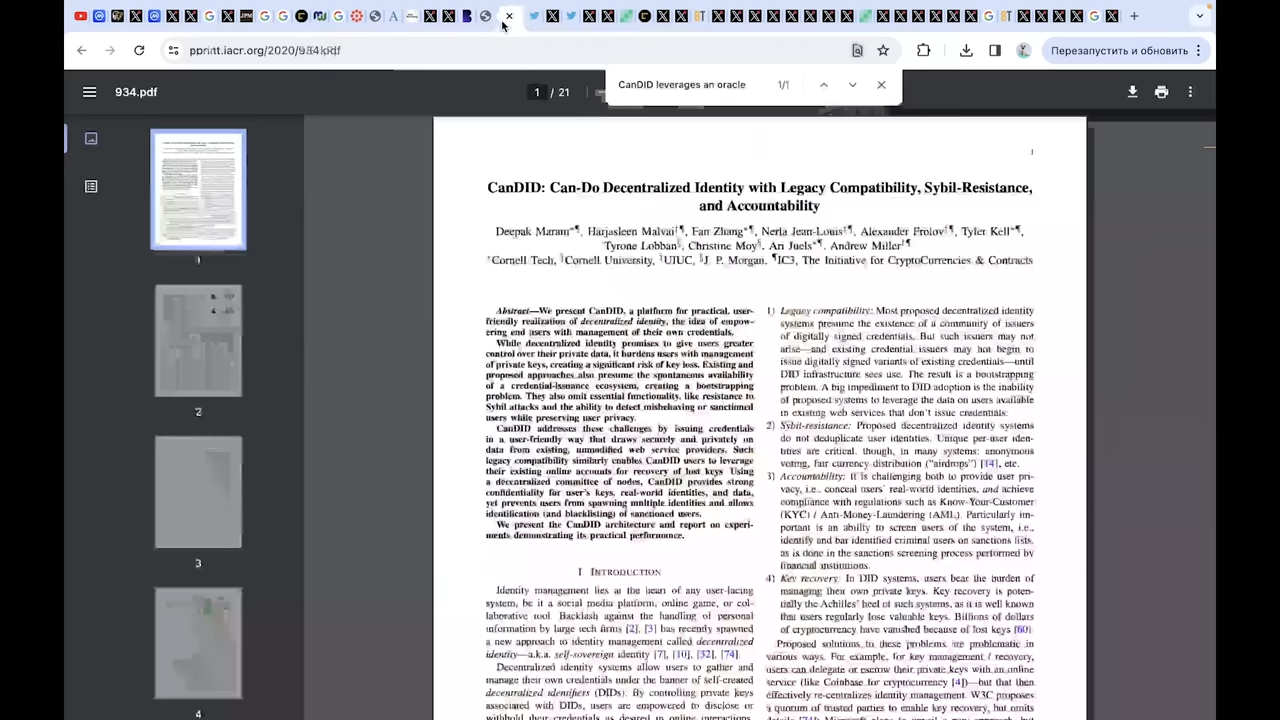 934.pdf
1 / 21
CanDID leverages an oracle 1/1
Перезапустить и обновить
1
CanDID: Can-Do Decentralized Identity with Legacy Compatibility, Sybil-Resistance,
and Accountability
Deepak Maram*¶, Harjasleen Malvai†¶, Fan Zhang*¶, Nerla Jean-Louis‡¶, Alexander Frolov†¶, Tyler Kell*¶,
Tyrone Lobban§, Christine Moy§, Ari Juels*¶, Andrew Miller‡¶
*Cornell Tech, †Cornell University, ‡UIUC, §J. P. Morgan, ¶IC3, The Initiative for CryptoCurrencies & Contracts
Abstract—We present CanDID, a platform for practical, user-
friendly realization of decentralized identity, the idea of empow-
ering end users with management of their own credentials.
While decentralized identity promises to give users greater
control over their private data, it burdens users with management
of private keys, creating a significant risk of key loss. Existing and
proposed approaches also presume the spontaneous availability
of a credential-issuance ecosystem, creating a bootstrapping
problem. They also omit essential functionality, like resistance to
Sybil attacks and the ability to detect misbehaving or sanctioned
users while preserving user privacy.
CanDID addresses these challenges by issuing credentials
in a user-friendly way that draws securely and privately on
data from existing, unmodified web service providers. Such
legacy compatibility similarly enables CanDID users to leverage
their existing online accounts for recovery of lost keys. Using
a decentralized committee of nodes, CanDID provides strong
confidentiality for user's keys, real-world identities, and data,
yet prevents users from spawning multiple identities and allows
identification (and blacklisting) of sanctioned users.
We present the CanDID architecture and report on experi-
ments demonstrating its practical performance.
I INTRODUCTION
Identity management lies at the heart of any user-facing
system, be it a social media platform, online game, or col-
laborative tool. Backlash against the handling of personal
information by large tech firms [2], [3] has recently spawned
a new approach to identity management called decentralized
identity—a.k.a. self-sovereign identity [7], [10], [32], [74].
Decentralized identity systems allow users to gather and
manage their own credentials under the banner of self-created
decentralized identifiers (DIDs). By controlling private keys
associated with DIDs, users are empowered to disclose or
withhold their credentials as desired in online interactions.
1) Legacy compatibility: Most proposed decentralized identity
systems presume the existence of a community of issuers
of digitally signed credentials. But such issuers may not
arise—and existing credential issuers may not begin to
issue digitally signed variants of existing credentials—until
DID infrastructure sees use. The result is a bootstrapping
problem. A big impediment to DID adoption is the inability
of proposed systems to leverage the data on users available
in existing web services that don't issue credentials.
2) Sybil-resistance: Proposed decentralized identity systems
do not deduplicate user identities. Unique per-user iden-
tities are critical, though, in many systems: anonymous
voting, fair currency distribution ("airdrops") [14], etc.
3) Accountability: It is challenging both to provide user pri-
vacy, i.e., conceal users' real-world identities, and achieve
compliance with regulations such as Know-Your-Customer
(KYC) / Anti-Money-Laundering (AML). Particularly im-
portant is an ability to screen users of the system, i.e.,
identify and bar identified criminal users on sanctions lists,
as is done in the sanctions screening process performed by
financial institutions.
4) Key recovery: In DID systems, users bear the burden of
managing their own private keys. Key recovery is poten-
tially the Achilles' heel of such systems, as it is well known
that users regularly lose valuable keys. Billions of dollars
of cryptocurrency have vanished because of lost keys [60]
Proposed solutions to these problems are problematic in
various ways. For example, for key management / recovery,
users can delegate or escrow their private keys with an online
service (like Coinbase for cryptocurrency [4])—but that then
effectively re-centralizes identity management. W3C proposes
a quorum of trusted parties to enable key recovery, but omits
1
2
3
4